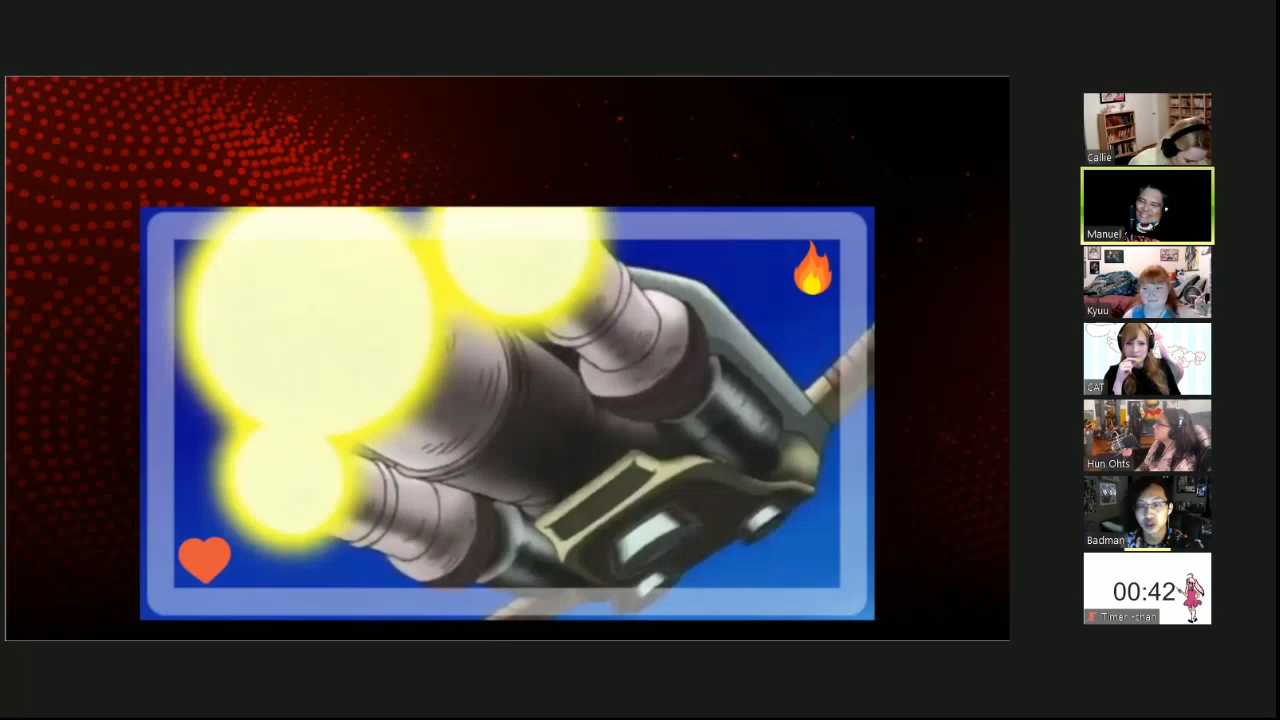 Callie
Manuel
Kyuu
CAT
Hun Ohts
Badman
00:42
Timer -chan